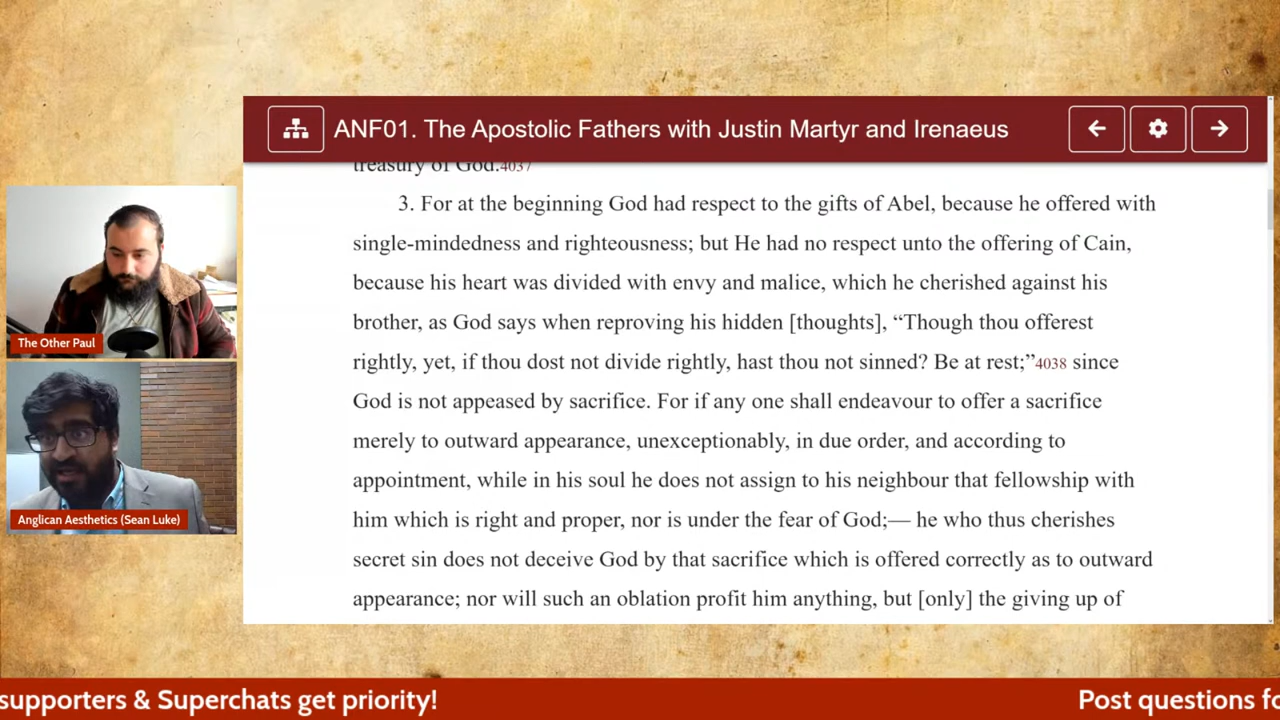 ANF01. The Apostolic Fathers with Justin Martyr and Irenaeus
treasury of God.4037
3. For at the beginning God had respect to the gifts of Abel, because he offered with
single-mindedness and righteousness; but He had no respect unto the offering of Cain,
because his heart was divided with envy and malice, which he cherished against his
brother, as God says when reproving his hidden [thoughts], “Though thou offerest
rightly, yet, if thou dost not divide rightly, hast thou not sinned? Be at rest;”4038 since
God is not appeased by sacrifice. For if any one shall endeavour to offer a sacrifice
merely to outward appearance, unexceptionably, in due order, and according to
appointment, while in his soul he does not assign to his neighbour that fellowship with
him which is right and proper, nor is under the fear of God;— he who thus cherishes
secret sin does not deceive God by that sacrifice which is offered correctly as to outward
appearance; nor will such an oblation profit him anything, but [only] the giving up of
The Other Paul
Anglican Aesthetics (Sean Luke)
supporters & Superchats get priority!
Post questions fo